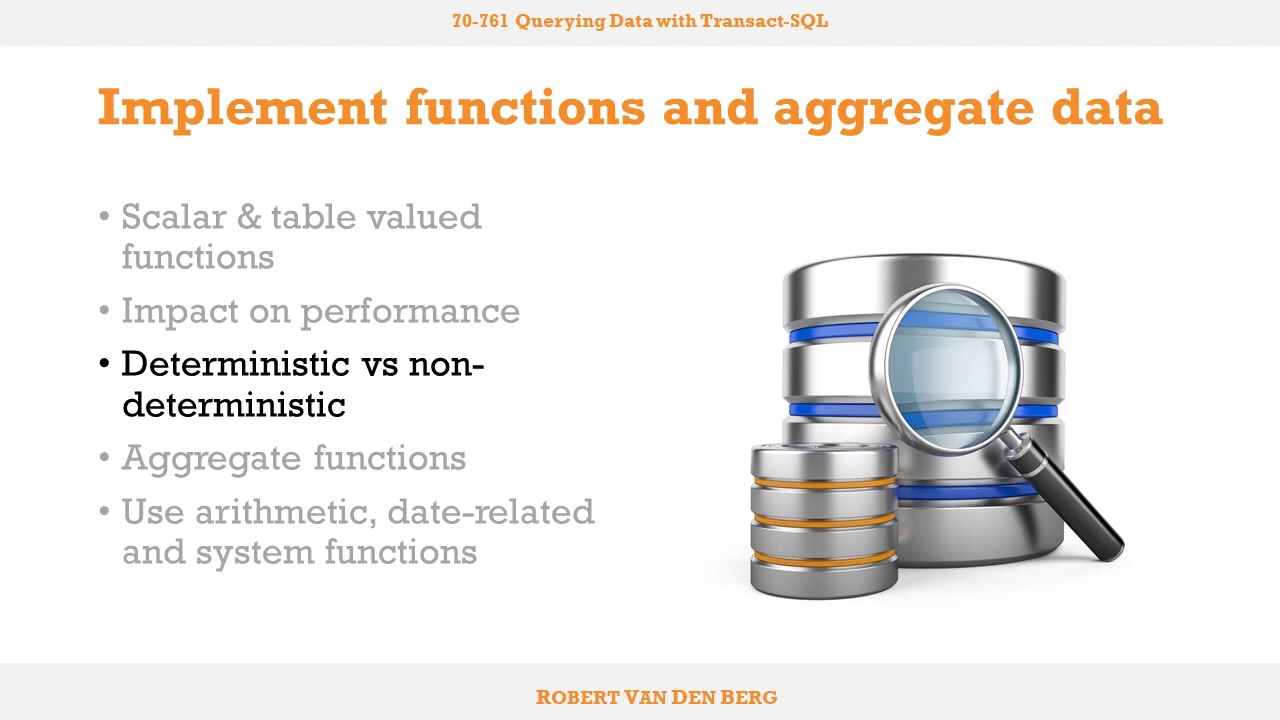 70-761 Querying Data with Transact-SQL
Implement functions and aggregate data
• Scalar & table valued
functions
• Impact on performance
• Deterministic vs non-
deterministic
• Aggregate functions
• Use arithmetic, date-related
and system functions
ROBERT VAN DEN BERG